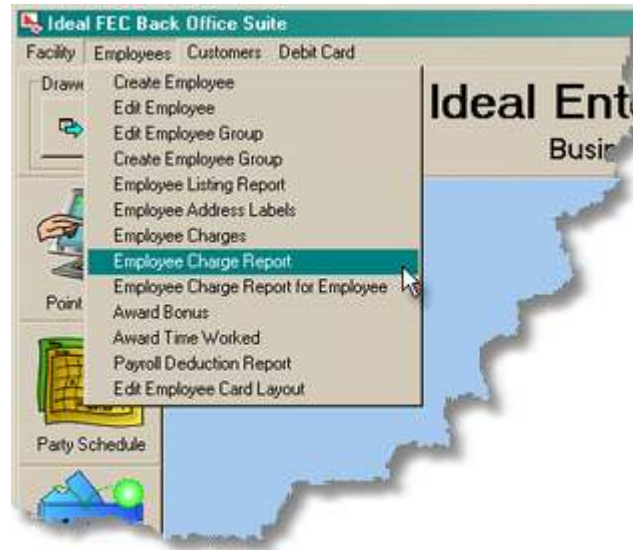 Ideal FEC Back Office Suite
Facility Employees Customers Debit Card
Create Employee
Edit Employee
Edit Employee Group
Create Employee Group
Employee Listing Report
Employee Address Labels
Employee Charges
Employee Charge Report
Employee Charge Report for Employee
Award Bonus
Award Time Worked
Payroll Deduction Report
Edit Employee Card Layout
Ideal
Point
Party Schedule